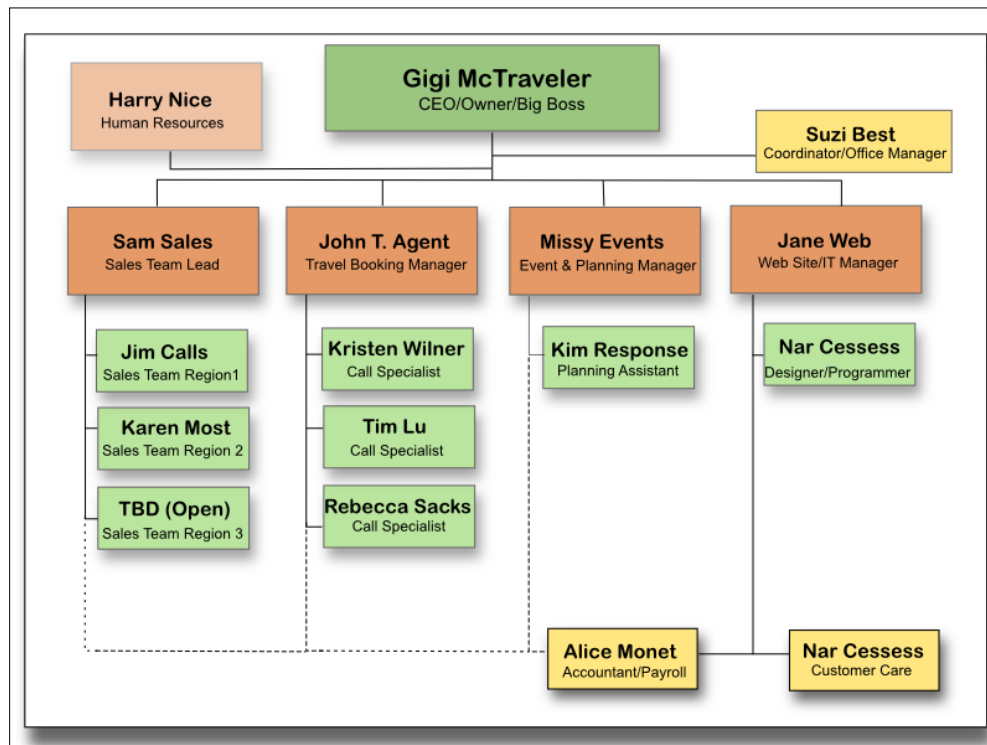 Gigi McTraveler
CEO/Owner/Big Boss
Harry Nice
Human Resources
Suzi Best
Coordinator/Office Manager
Sam Sales
Sales Team Lead
John T. Agent
Travel Booking Manager
Missy Events
Event & Planning Manager
Jane Web
Web Site/IT Manager
Jim Calls
Sales Team Region1
Karen Most
Sales Team Region 2
TBD (Open)
Sales Team Region 3
Kristen Wilner
Call Specialist
Tim Lu
Call Specialist
Rebecca Sacks
Call Specialist
Kim Response
Planning Assistant
Nar Cessess
Designer/Programmer
Alice Monet
Accountant/Payroll
Nar Cessess
Customer Care